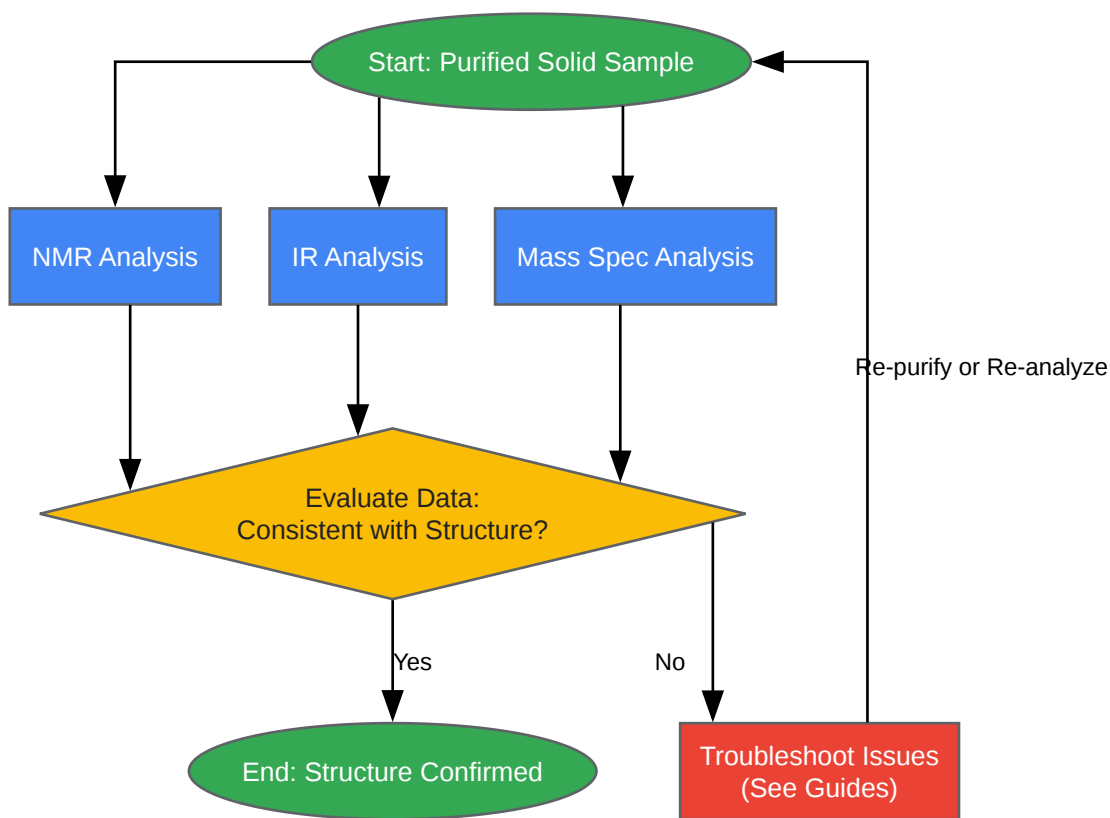 Start: Purified Solid Sample
NMR Analysis
IR Analysis
Mass Spec Analysis
Re-purify or Re-analyze
Evaluate Data:
Consistent with Structure?
Yes
No
End: Structure Confirmed
Troubleshoot Issues
(See Guides)